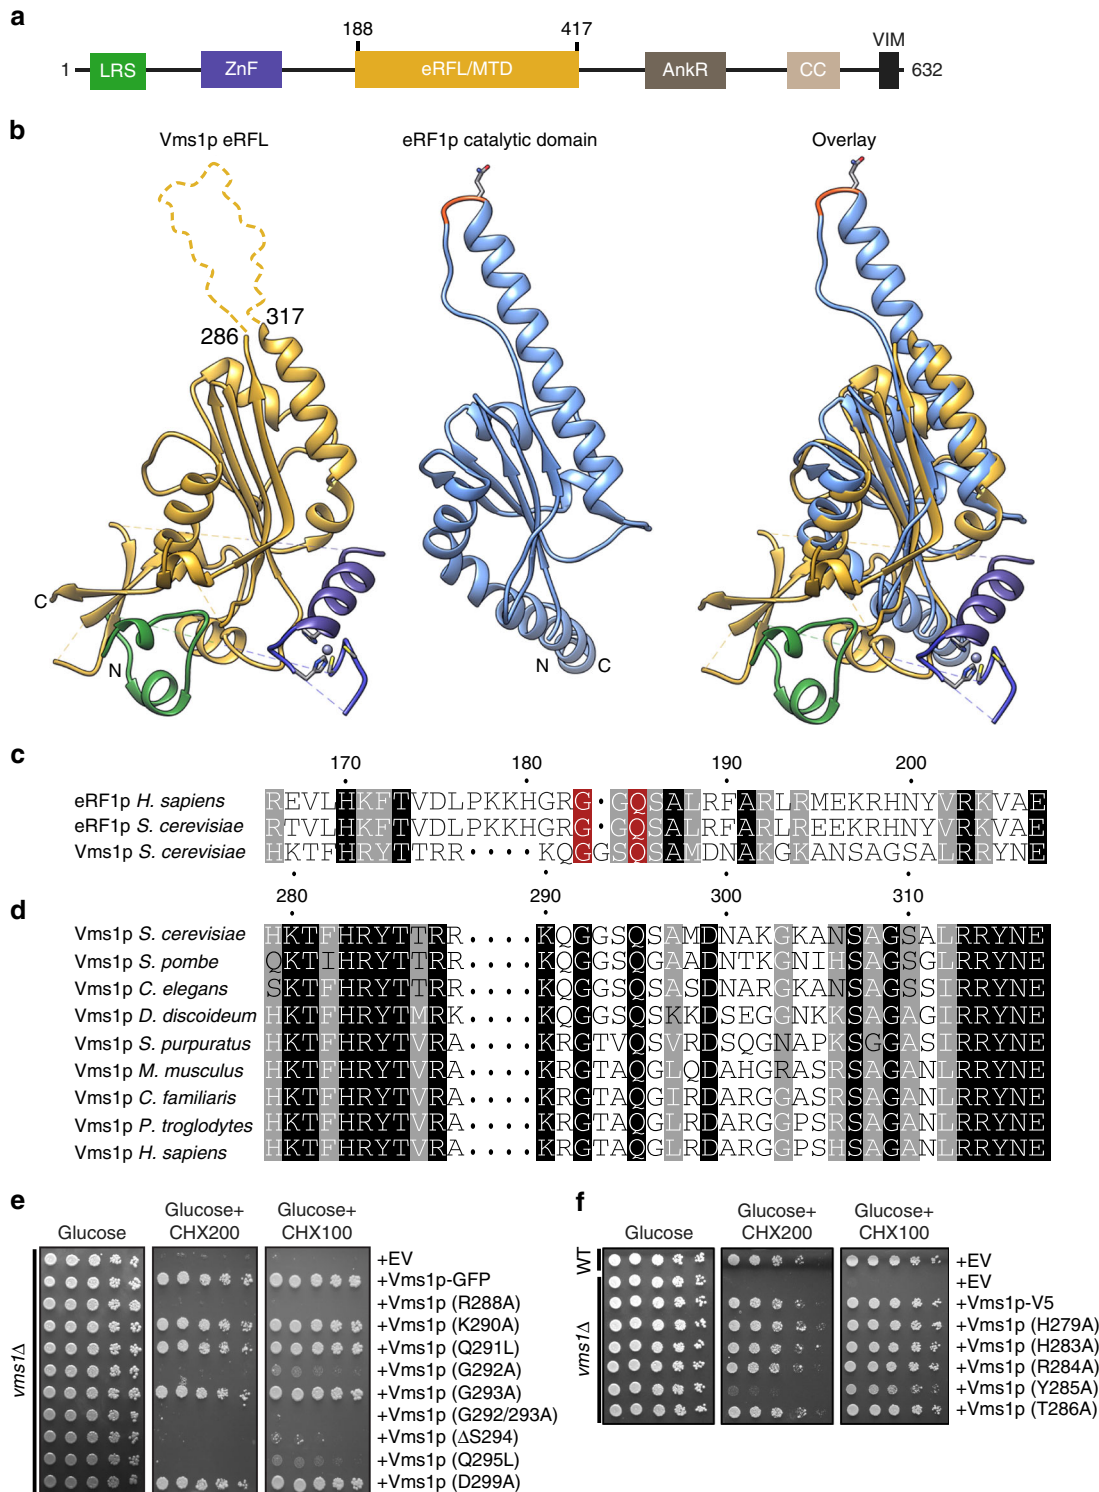 a
188
417
VIM
1
LRS
ZnF
eRFL/MTD
AnkR
CC
632
b
Vms1p eRFL
eRF1p catalytic domain
Overlay
286
317
C
N
N
C
c
170
180
190
200
eRF1p H. sapiens REVLHKFTVDLPKKHGRG·GQSALRFARLRMEKRHNYVRKVAE
eRF1p S. cerevisiae RTVLHKFTVDLPKKHGRG·GQSALRFARLREEKRHNYVRKVAE
Vms1p S. cerevisiae HKTFHRYTTRR····KQGGSQSAMDNAKGKANSAGSALRRYNE
d
280
290
300
310
Vms1p S. cerevisiae HKTFHRYTTRR····KQGGSQSAMDNAKGKANSAGSALRRYNE
Vms1p S. pombe QKTIHRYTTRR····KQGGSQGAADNTKGNIHSAGSGLRRYNE
Vms1p C. elegans SKTFHRYTTRR····KQGGSQSASDNARGKANSAGSSIRRYNE
Vms1p D. discoideum HKTFHRYTMRK····KQGGSQSKKDSEGGNKKSAGAGIRRYNE
Vms1p S. purpuratus HKTFHRYTVRA····KRGTVQSVRDSQGNAPKSGGASIRRYNE
Vms1p M. musculus HKTFHRYTVRA····KRGTAQGLQDAHGRASRSAGANLRRYNE
Vms1p C. familiaris HKTFHRYTVRA····KRGTAQGIRDARGGASRSAGANLRRYNE
Vms1p P. troglodytes HKTFHRYTVRA····KRGTAQGLRDARGGPSRSAGANLRRYNE
Vms1p H. sapiens HKTFHRYTVRA····KRGTAQGLRDARGGPSHSAGANLRRYNE
e
Glucose
Glucose+
CHX200
Glucose+
CHX100
vms1Δ
+EV
+Vms1p-GFP
+Vms1p (R288A)
+Vms1p (K290A)
+Vms1p (Q291L)
+Vms1p (G292A)
+Vms1p (G293A)
+Vms1p (G292/293A)
+Vms1p (ΔS294)
+Vms1p (Q295L)
+Vms1p (D299A)
f
Glucose
Glucose+
CHX200
Glucose+
CHX100
WT
vms1Δ
+EV
+EV
+Vms1p-V5
+Vms1p (H279A)
+Vms1p (H283A)
+Vms1p (R284A)
+Vms1p (Y285A)
+Vms1p (T286A)